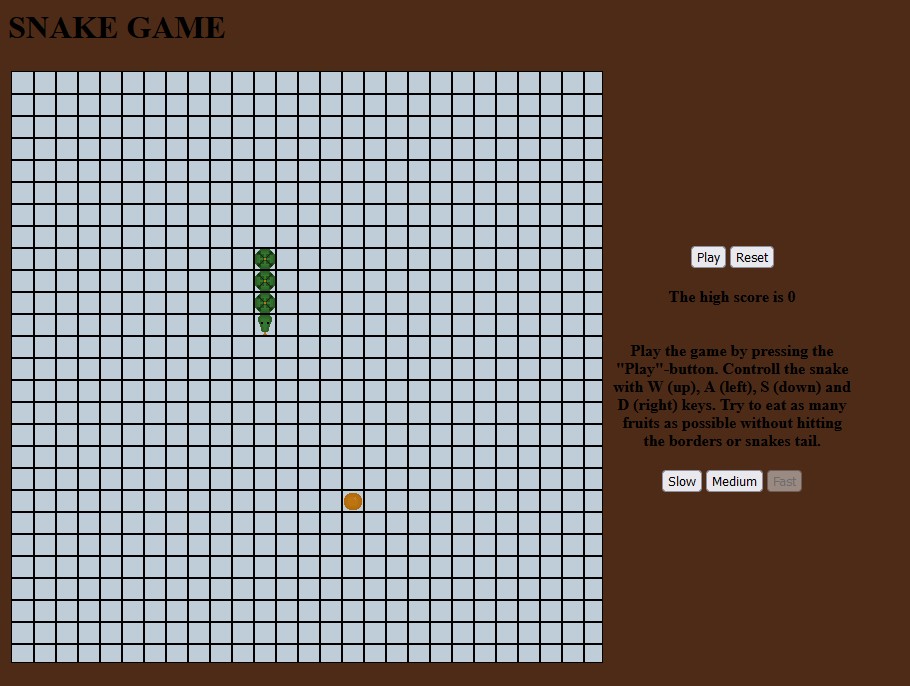 SNAKE GAME
Play Reset
The high score is 0
Play the game by pressing the
"Play"-button. Controll the snake
with W (up), A (left), S (down) and
D (right) keys. Try to eat as many
fruits as possible without hitting
the borders or snakes tail.
Slow Medium Fast